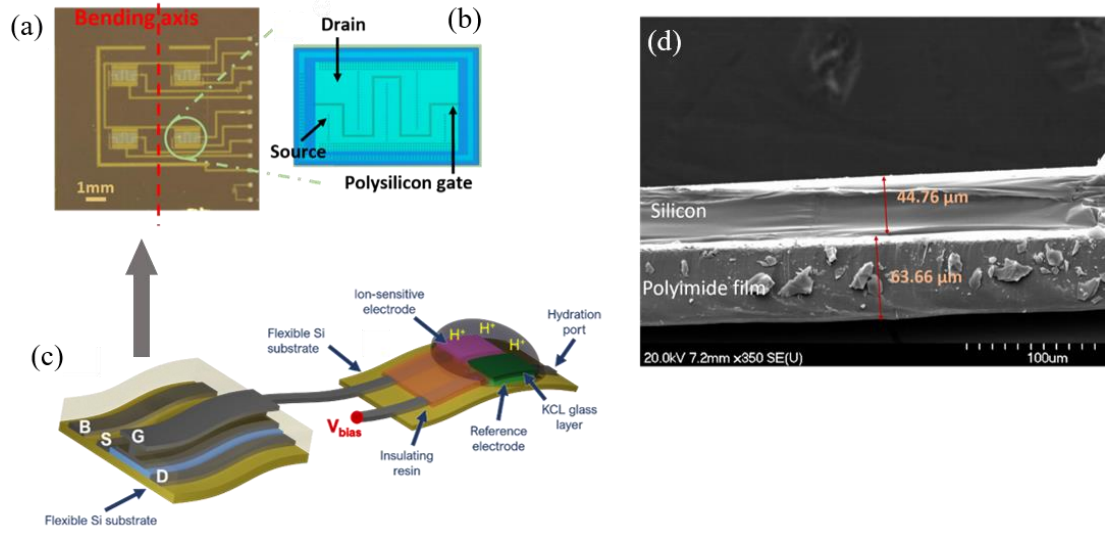 (a)
Bending axis
1mm
(b)
Drain
Source
Polysilicon gate
(c)
B
S
G
D
Flexible Si substrate
Flexible Si
substrate
Ion-sensitive
electrode
H⁺
H⁺
H⁺
Hydration
port
V_bias
Insulating
resin
Reference
electrode
KCL glass
layer
(d)
Silicon
44.76 µm
Polyimide film
63.66 µm
20.0kV 7.2mm x350 SE(U)
100um